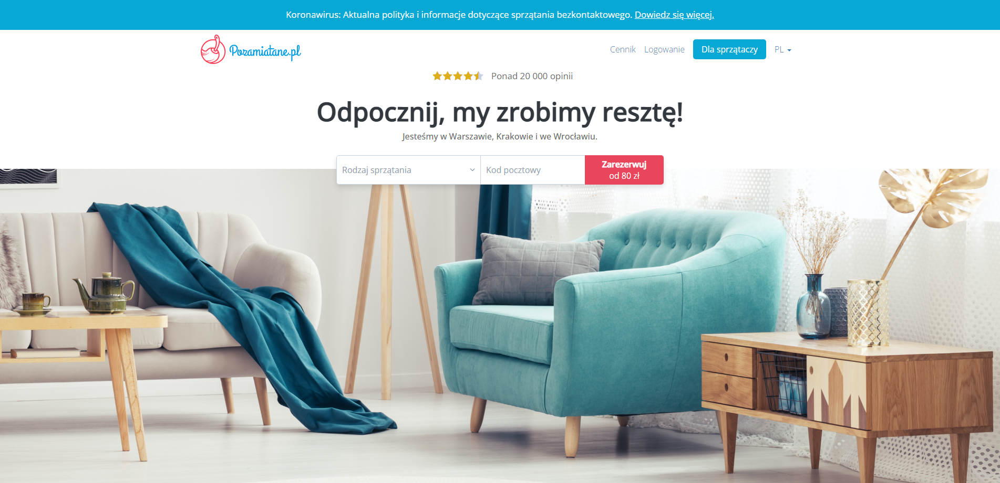 Koronawirus: Aktualna polityka i informacje dotyczące sprzątania bezkontaktowego. Dowiedz się więcej.
Pozamiatane.pl
Cennik Logowanie Dla sprzątaczy PL
Ponad 20 000 opinii
Odpocznij, my zrobimy resztę!
Jesteśmy w Warszawie, Krakowie i we Wrocławiu.
Rodzaj sprzątania
Kod pocztowy
Zarezerwuj
od 80 zł